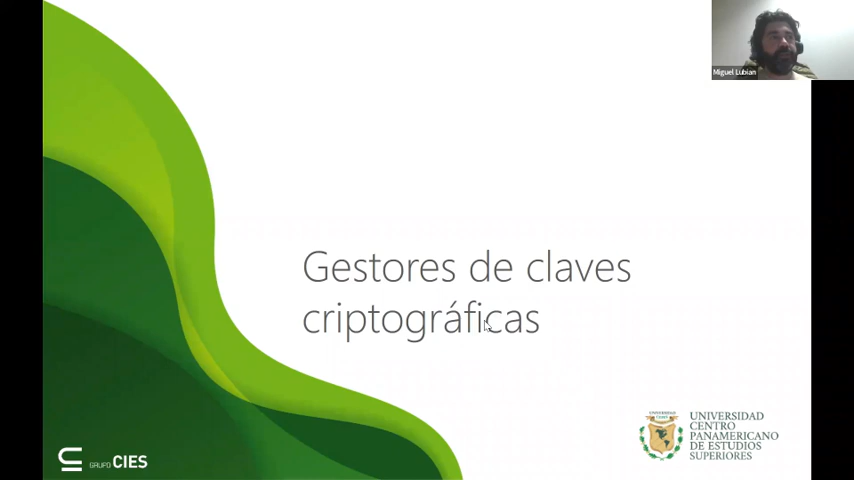 Miguel Lubian
Gestores de claves
criptográficas
GRUPO CIES
UNIVERSIDAD
CENTRO
PANAMERICANO
DE ESTUDIOS
SUPERIORES